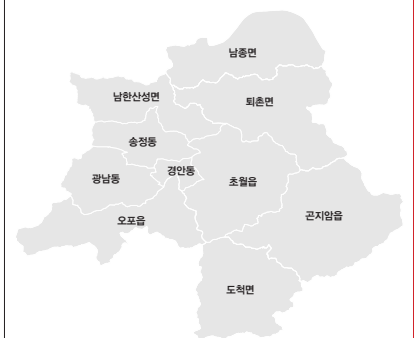 남종면
남한산성면
퇴촌면
송정동
경안동
광남동
초월읍
곤지암읍
오포읍
도척면